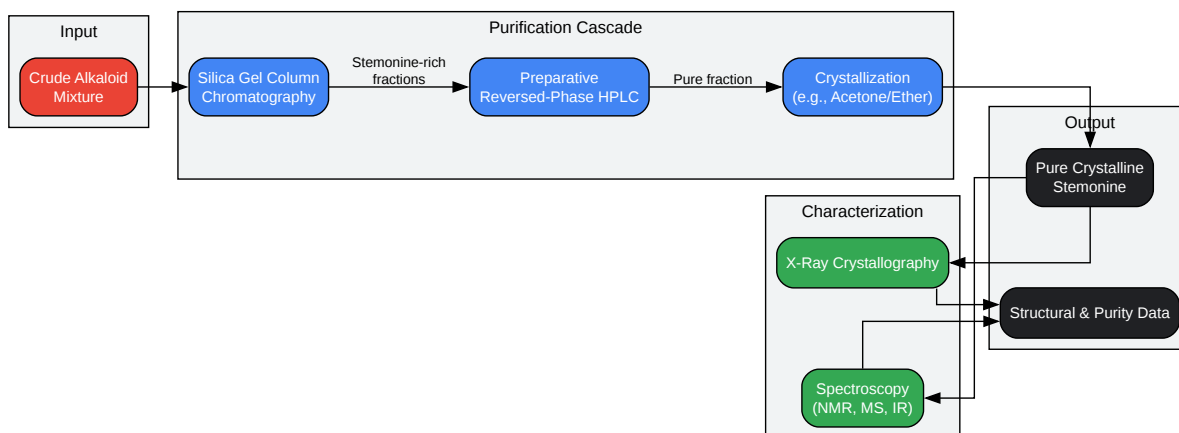 Input
Crude Alkaloid
Mixture
Purification Cascade
Silica Gel Column
Chromatography
Stemonine-rich
fractions
Preparative
Reversed-Phase HPLC
Pure fraction
Crystallization
(e.g., Acetone/Ether)
Output
Pure Crystalline
Stemonine
Characterization
X-Ray Crystallography
Structural & Purity Data
Spectroscopy
(NMR, MS, IR)